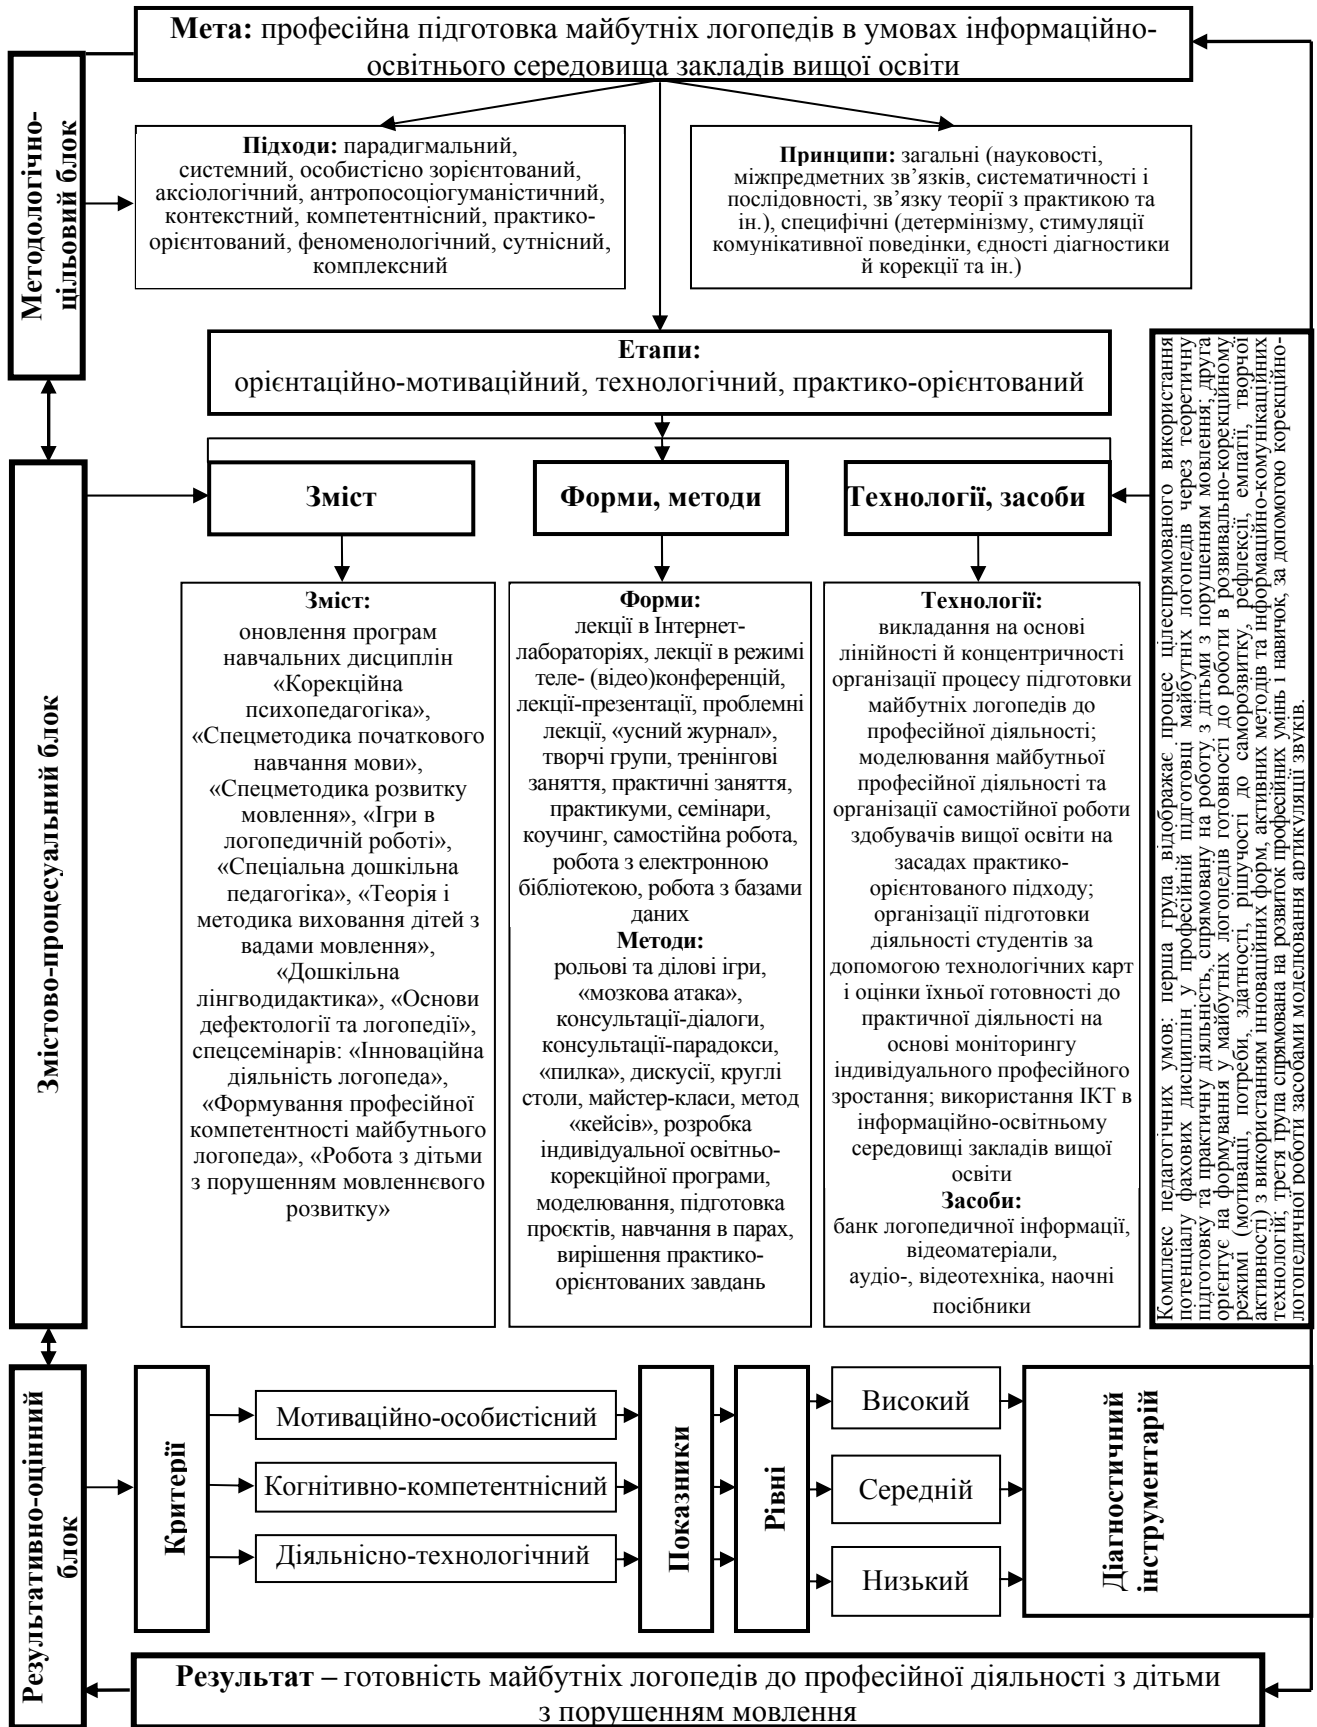 Мета: професійна підготовка майбутніх логопедів в умовах інформаційно-
освітнього середовища закладів вищої освіти
Методологічно-
цільовий блок
Підходи: парадигмальний,
системний, особистісно зорієнтований,
аксіологічний, антропосоціогуманістичний,
контекстний, компетентнісний, практико-
орієнтований, феноменологічний, сутнісний,
комплексний
Принципи: загальні (науковості,
міжпредметних зв’язків, систематичності і
послідовності, зв’язку теорії з практикою та
ін.), специфічні (детермінізму, стимуляції
комунікативної поведінки, єдності діагностики
й корекції та ін.)
Етапи:
орієнтаційно-мотиваційний, технологічний, практико-орієнтований
Змістово-процесуальний блок
Зміст
Форми, методи
Технології, засоби
Зміст:
оновлення програм
навчальних дисциплін
«Корекційна
психопедагогіка»,
«Спецметодика початкового
навчання мови»,
«Спецметодика розвитку
мовлення», «Ігри в
логопедичній роботі»,
«Спеціальна дошкільна
педагогіка», «Теорія і
методика виховання дітей з
вадами мовлення»,
«Дошкільна
лінгводидактика», «Основи
дефектології та логопедії»,
спецсемінарів: «Інноваційна
діяльність логопеда»,
«Формування професійної
компетентності майбутнього
логопеда», «Робота з дітьми
з порушенням мовленнєвого
розвитку»
Форми:
лекції в Інтернет-
лабораторіях, лекції в режимі
теле- (відео)конференцій,
лекції-презентації, проблемні
лекції, «усний журнал»,
творчі групи, тренінгові
заняття, практичні заняття,
практикуми, семінари,
коучинг, самостійна робота,
робота з електронною
бібліотекою, робота з базами
даних
Методи:
рольові та ділові ігри,
«мозкова атака»,
консультації-діалоги,
консультації-парадокси,
«пилка», дискусії, круглі
столи, майстер-класи, метод
«кейсів», розробка
індивідуальної освітньо-
корекційної програми,
моделювання, підготовка
проєктів, навчання в парах,
вирішення практико-
орієнтованих завдань
Технології:
викладання на основі
лінійності й концентричності
організації процесу підготовки
майбутніх логопедів до
професійної діяльності;
моделювання майбутньої
професійної діяльності та
організації самостійної роботи
здобувачів вищої освіти на
засадах практико-
орієнтованого підходу;
організації підготовки
діяльності студентів за
допомогою технологічних карт
і оцінки їхньої готовності до
практичної діяльності на
основі моніторингу
індивідуального професійного
зростання; використання ІКТ в
інформаційно-освітньому
середовищі закладів вищої
освіти
Засоби:
банк логопедичної інформації,
відеоматеріали,
аудіо-, відеотехніка, наочні
посібники
Комплекс педагогічних умов: перша група відображає процес цілеспрямованого використання
потенціалу фахових дисциплін у професійній підготовці майбутніх логопедів через теоретичну
підготовку та практичну діяльність, спрямовану на роботу з дітьми з порушенням мовлення; друга
орієнтує на формування у майбутніх логопедів готовності до роботи в розвивально-корекційному
режимі (мотивації, потреби, здатності, рішучості до саморозвитку, рефлексії, емпатії, творчої
активності) з використанням інноваційних форм, активних методів та інформаційно-комунікаційних
технологій; третя група спрямована на розвиток професійних умінь і навичок, за допомогою корекційно-
логопедичної роботи засобами моделювання артикуляції звуків.
Результативно-оцінний
блок
Критерії
Мотиваційно-особистісний
Когнітивно-компетентнісний
Діяльнісно-технологічний
Показники
Рівні
Високий
Середній
Низький
Діагностичний
інструментарій
Результат – готовність майбутніх логопедів до професійної діяльності з дітьми
з порушенням мовлення